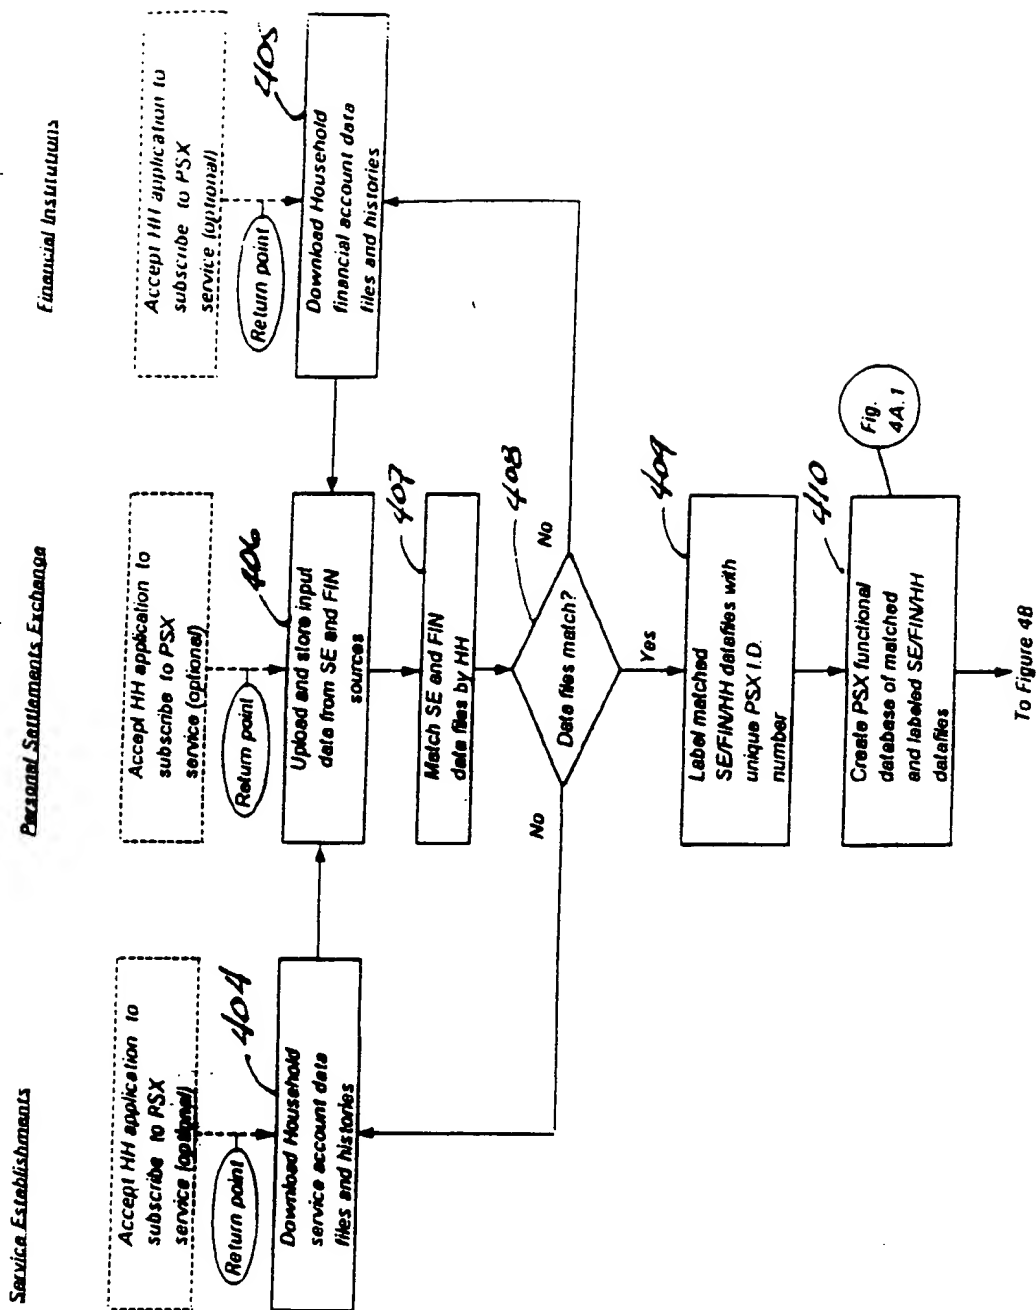 Service Establishments
Personal Settlements Exchange
Financial Institutions
Accept HH application to
subscribe to PSX
service (optional)
Accept HH application to
subscribe to PSX
service (optional)
Accept HH application to
subscribe to PSX
service (optional)
Return point
Return point
Return point
404
Download Household
service account data
files and histories
406
Upload and store input
data from SE and FIN
sources
405
Download Household
financial account data
files and histories
407
Match SE and FIN
data files by HH
408
Data files match?
No
No
Yes
409
Label matched
SE/FIN/HH datafiles with
unique PSX I.D.
number
410
Create PSX functional
database of matched
and labeled SE/FIN/HH
datafiles
Fig.
4A.1
To Figure 4B